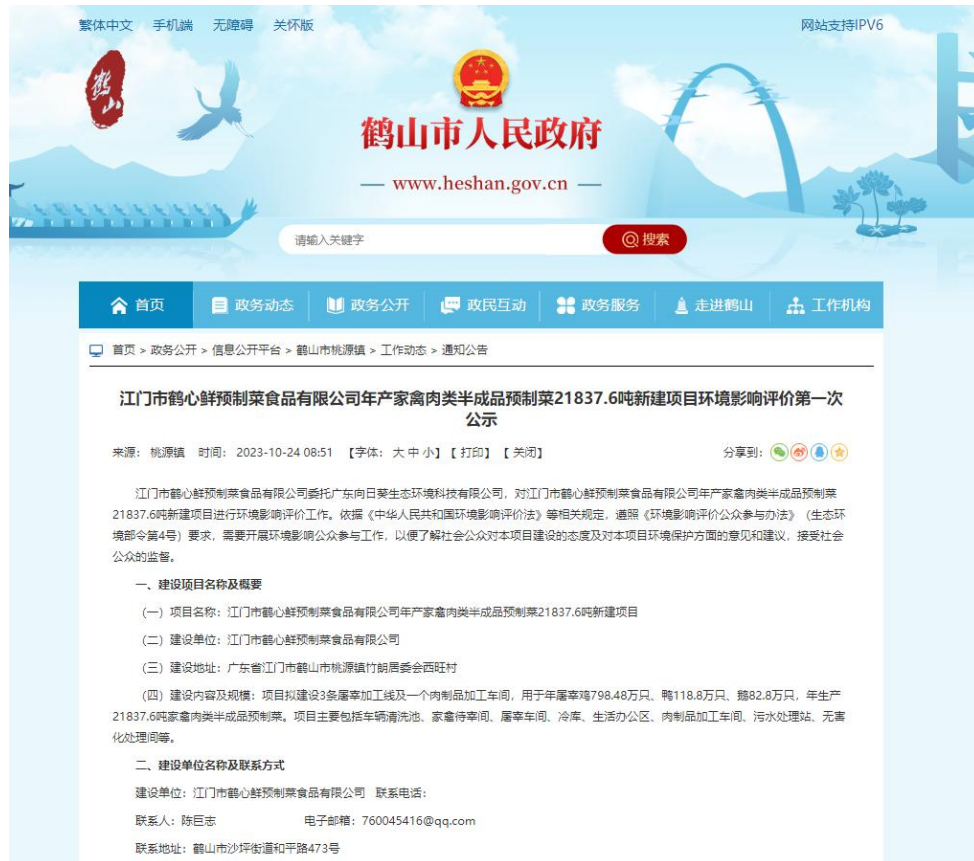 繁体中文 手机端 无障碍 关怀版 网站支持IPV6
鹤山
鹤山市人民政府
— www.heshan.gov.cn —
请输入关键字 搜索
首页 政务动态 政务公开 政民互动 政务服务 走进鹤山 工作机构
首页 > 政务公开 > 信息公开平台 > 鹤山市桃源镇 > 工作动态 > 通知公告
江门市鹤心鲜预制菜食品有限公司年产家禽肉类半成品预制菜21837.6吨新建项目环境影响评价第一次
公示
来源: 桃源镇 时间: 2023-10-24 08:51 【字体: 大 中 小】【 打印】【 关闭】 分享到:
江门市鹤心鲜预制菜食品有限公司委托广东向日葵生态环境科技有限公司，对江门市鹤心鲜预制菜食品有限公司年产家禽肉类半成品预制菜
21837.6吨新建项目进行环境影响评价工作。依据《中华人民共和国环境影响评价法》等相关规定，遵照《环境影响评价公众参与办法》（生态环
境部令第4号）要求，需要开展环境影响公众参与工作，以便了解社会公众对本项目建设的态度及对本项目环境保护方面的意见和建议，接受社会
公众的监督。
一、建设项目名称及概要
（一）项目名称：江门市鹤心鲜预制菜食品有限公司年产家禽肉类半成品预制菜21837.6吨新建项目
（二）建设单位：江门市鹤心鲜预制菜食品有限公司
（三）建设地址：广东省江门市鹤山市桃源镇竹朗居委会西旺村
（四）建设内容及规模：项目拟建设3条屠宰加工线及一个肉制品加工车间，用于年屠宰鸡798.48万只、鸭118.8万只、鹅82.8万只，年生产
21837.6吨家禽肉类半成品预制菜。项目主要包括车辆清洗池、家禽待宰间、屠宰车间、冷库、生活办公区、肉制品加工车间、污水处理站、无害
化处理间等。
二、建设单位名称及联系方式
建设单位：江门市鹤心鲜预制菜食品有限公司 联系电话：
联系人：陈巨志 电子邮箱：760045416@qq.com
联系地址：鹤山市沙坪街道和平路473号